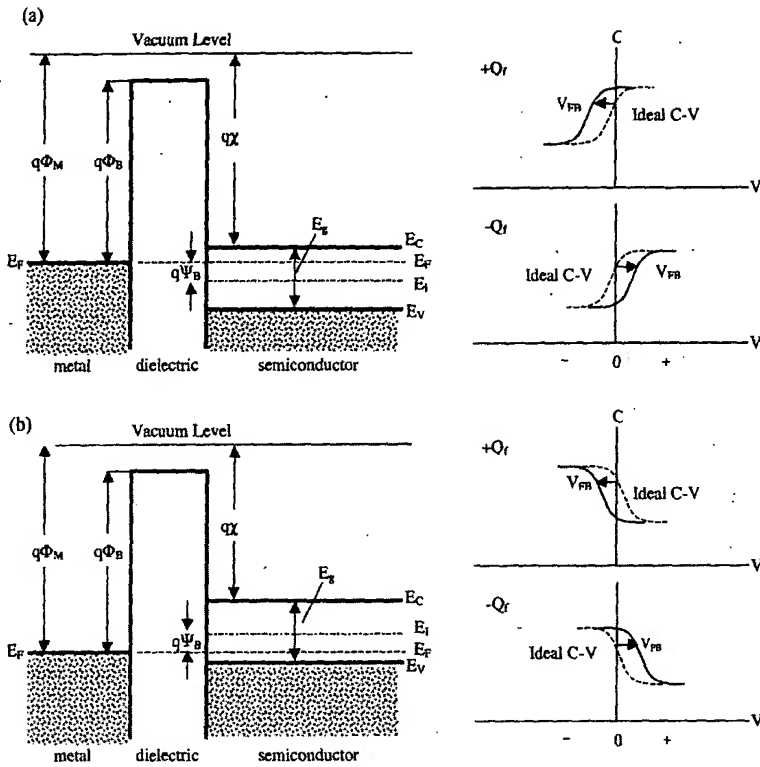 (a)
Vacuum Level
qΦM
qΦB
qχ
Eg
EC
EF
EF
qΨB
EI
EV
metal
dielectric
semiconductor
C
+Qf
VFB
Ideal C-V
V
-Qf
Ideal C-V
VFB
V
- 0 +
(b)
Vacuum Level
qΦM
qΦB
qχ
Eg
EC
EI
qΨB
EF
EF
EV
metal
dielectric
semiconductor
C
+Qf
VFB
Ideal C-V
V
-Qf
Ideal C-V
VFB
V
- 0 +